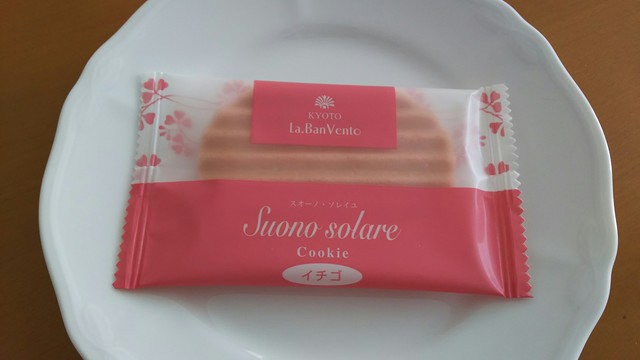 KYOTO
La.BanVento
スオーノ・ソレイユ
Suono solare
Cookie
イチゴ